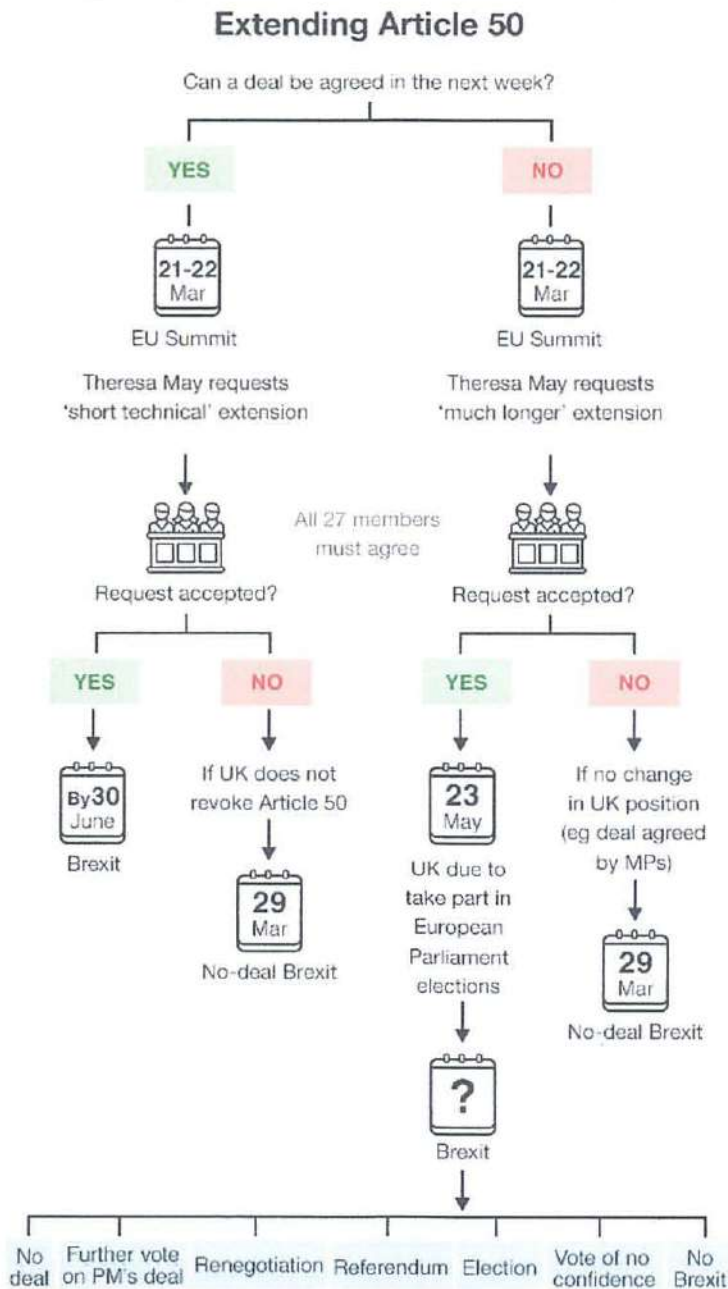 Extending Article 50
Can a deal be agreed in the next week?
YES
NO
21-22
Mar
21-22
Mar
EU Summit
EU Summit
Theresa May requests
'short technical' extension
Theresa May requests
'much longer' extension
All 27 members
must agree
Request accepted?
Request accepted?
YES
NO
YES
NO
By30
June
Brexit
If UK does not
revoke Article 50
29
Mar
No-deal Brexit
23
May
UK due to
take part in
European
Parliament
elections
If no change
in UK position
(eg deal agreed
by MPs)
29
Mar
No-deal Brexit
?
Brexit
No
deal
Further vote
on PM's deal
Renegotiation
Referendum
Election
Vote of no
confidence
No
Brexit